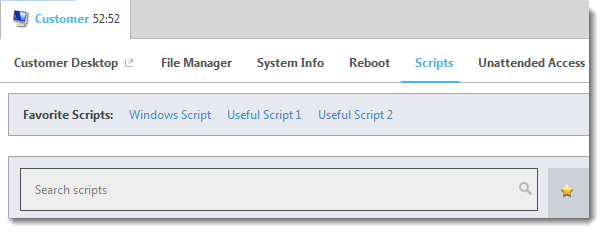 Customer 52:52
Customer Desktop File Manager System Info Reboot Scripts Unattended Access
Favorite Scripts: Windows Script Useful Script 1 Useful Script 2
Search scripts